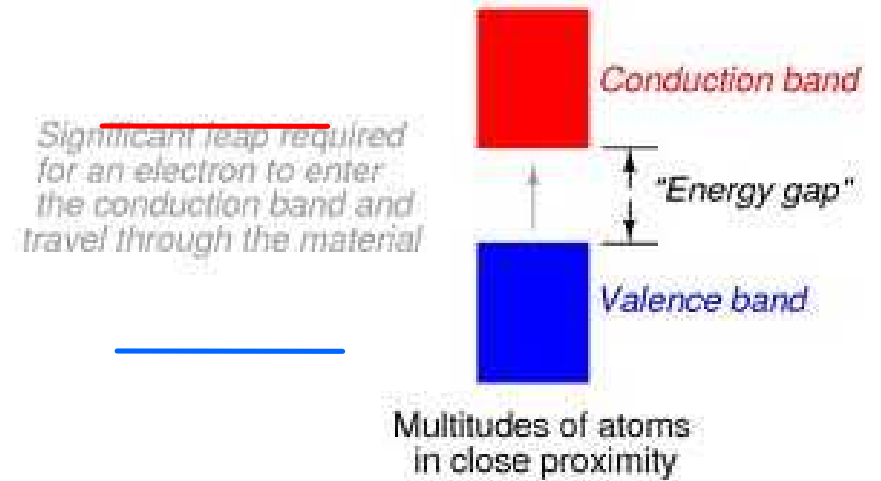 Conduction band
Significant leap required
for an electron to enter
the conduction band and
travel through the material
"Energy gap"
Valence band
Multitudes of atoms
in close proximity